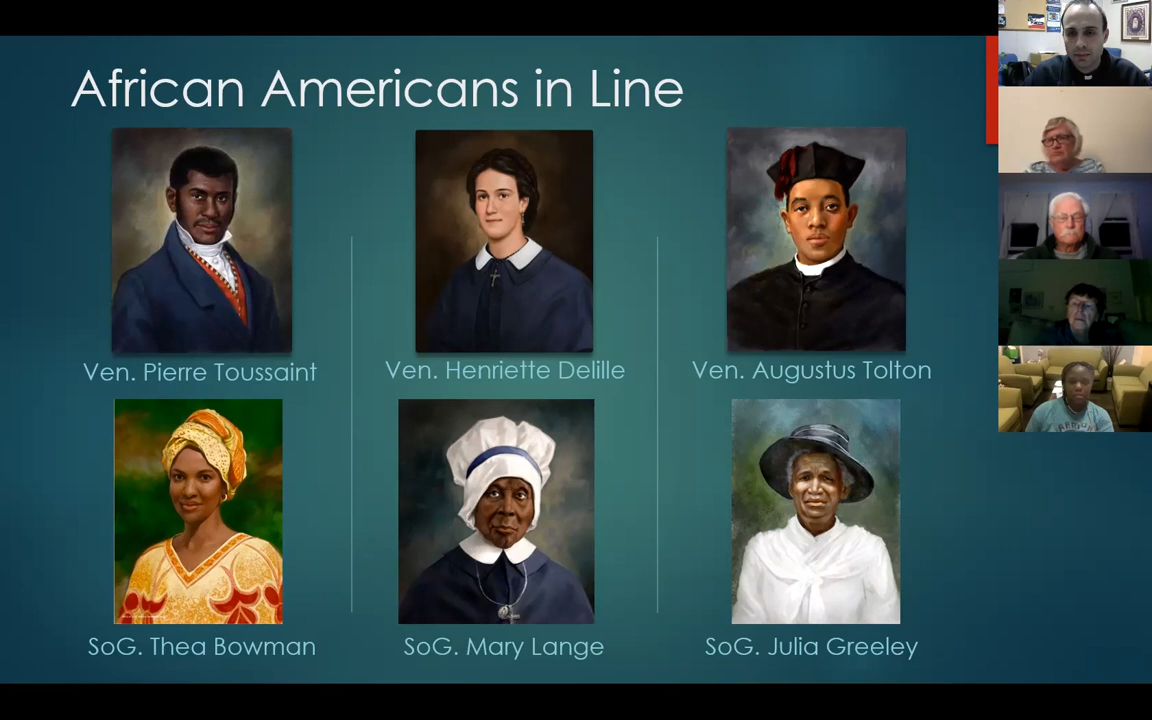 African Americans in Line
Ven. Pierre Toussaint
Ven. Henriette Delille
Ven. Augustus Tolton
SoG. Thea Bowman
SoG. Mary Lange
SoG. Julia Greeley